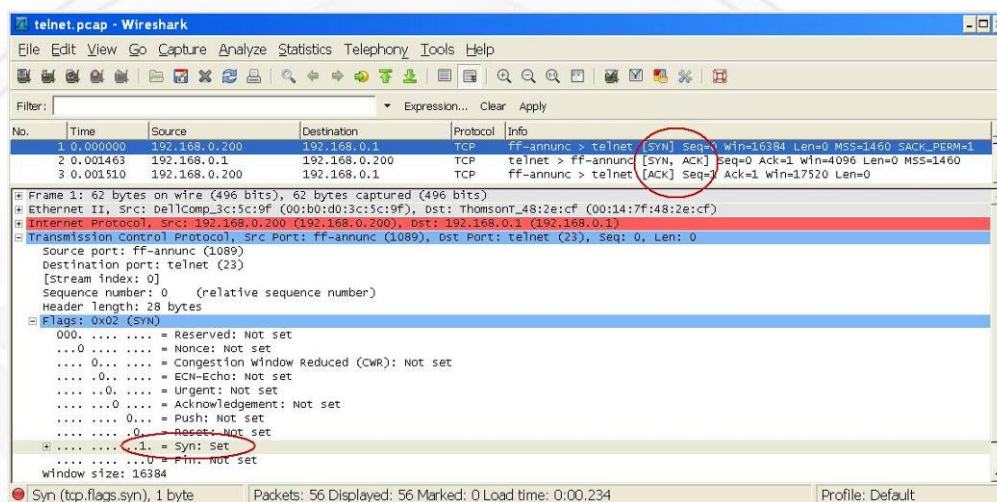 telnet.pcap - Wireshark
File Edit View Go Capture Analyze Statistics Telephony Tools Help
Filter: Expression... Clear Apply
No. Time Source Destination Protocol Info
1 0.000000 192.168.0.200 192.168.0.1 TCP ff-annunc > telnet [SYN] Seq=0 Win=16384 Len=0 MSS=1460 SACK_PERM=1
2 0.001463 192.168.0.1 192.168.0.200 TCP telnet > ff-annunc [SYN, ACK] Seq=0 Ack=1 Win=4096 Len=0 MSS=1460
3 0.001510 192.168.0.200 192.168.0.1 TCP ff-annunc > telnet [ACK] Seq=1 Ack=1 Win=17520 Len=0
Frame 1: 62 bytes on wire (496 bits), 62 bytes captured (496 bits)
Ethernet II, Src: DellComp_3c:5c:9f (00:b0:d0:3c:5c:9f), Dst: ThomsonT_48:2e:cf (00:14:7f:48:2e:cf)
Internet Protocol, Src: 192.168.0.200 (192.168.0.200), Dst: 192.168.0.1 (192.168.0.1)
Transmission Control Protocol, Src Port: ff-annunc (1089), Dst Port: telnet (23), Seq: 0, Len: 0
Source port: ff-annunc (1089)
Destination port: telnet (23)
[Stream index: 0]
Sequence number: 0 (relative sequence number)
Header length: 28 bytes
Flags: 0x02 (SYN)
000. .... .... = Reserved: Not set
...0 .... .... = Nonce: Not set
.... 0... .... = Congestion Window Reduced (CWR): Not set
.... .0.. .... = ECN-Echo: Not set
.... ..0. .... = Urgent: Not set
.... ...0 .... = Acknowledgement: Not set
.... .... 0... = Push: Not set
.... .... .0.. = Reset: Not set
.... .... ..1. = Syn: Set
.... .... ...0 = Fin: Not set
Window size: 16384
Syn (tcp.flags.syn), 1 byte Packets: 56 Displayed: 56 Marked: 0 Load time: 0:00.234 Profile: Default